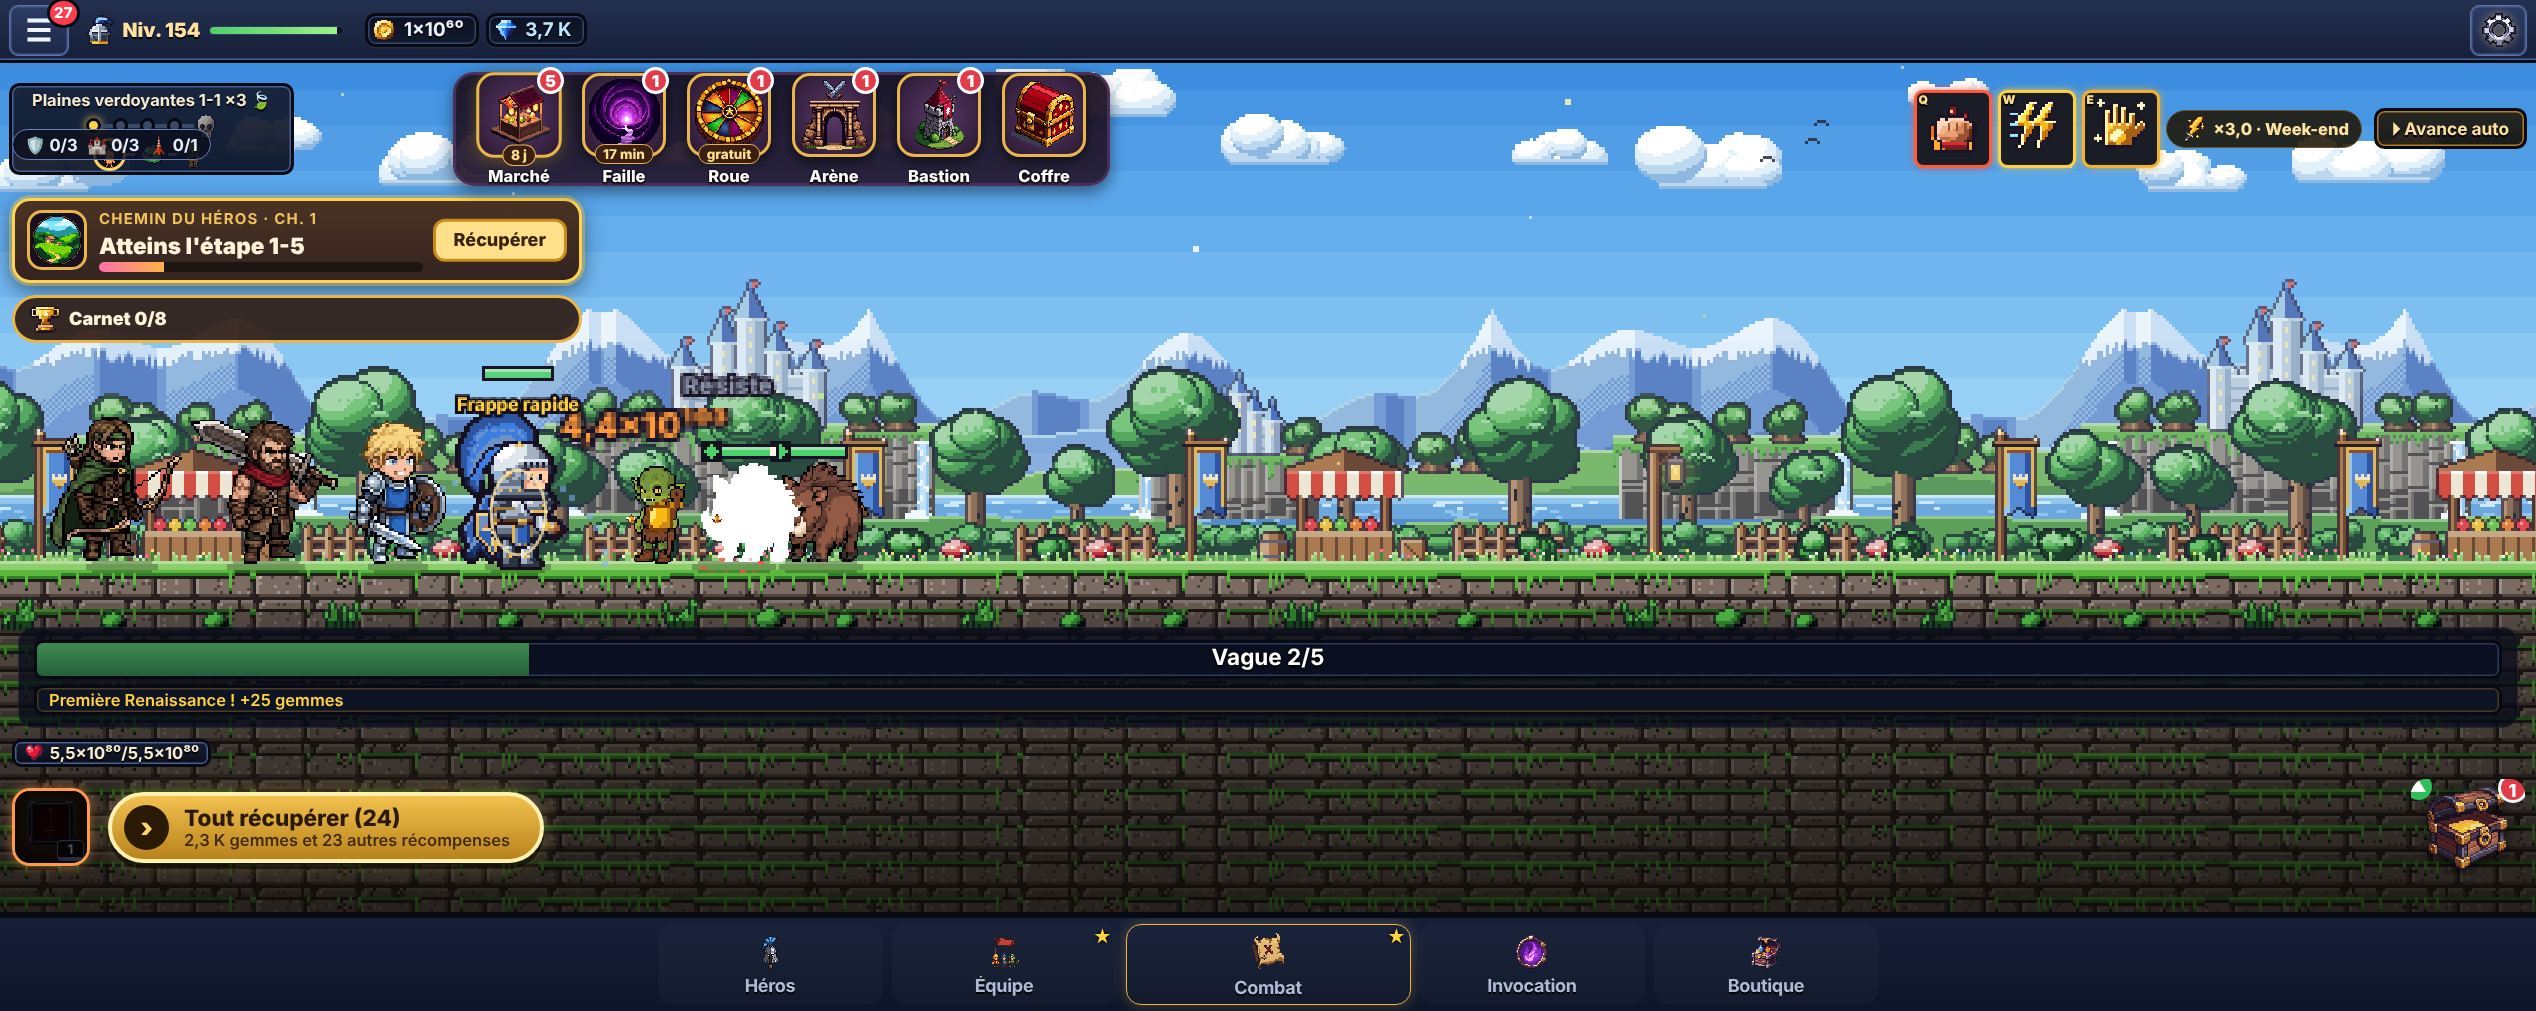 27
Niv. 154
1×10⁶⁰
3,7 K
Plaines verdoyantes 1-1 ×3
0/3
0/3
0/1
5
8 j
Marché
1
17 min
Faille
1
gratuit
Roue
1
Arène
1
Bastion
Coffre
Q
W
E
×3,0 · Week-end
Avance auto
CHEMIN DU HÉROS · CH. 1
Atteins l'étape 1-5
Récupérer
Carnet 0/8
Résiste
Frappe rapide
Vague 2/5
Première Renaissance ! +25 gemmes
5,5×10⁸⁰/5,5×10⁸⁰
1
Tout récupérer (24)
2,3 K gemmes et 23 autres récompenses
1
Héros
Équipe
Combat
Invocation
Boutique